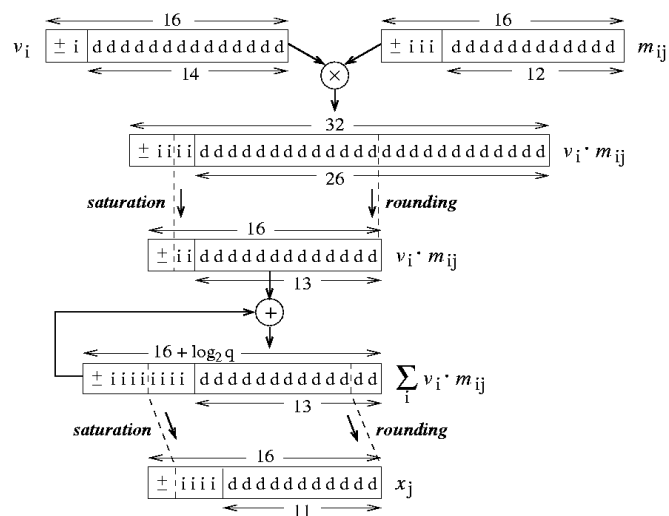 16 16
v_i ± i d d d d d d d d d d d d d d ± i i i d d d d d d d d d d d d m_ij
14 × 12
32
± i i i i d d d d d d d d d d d d d d d d d d d d d d d d d v_i · m_ij
26
saturation rounding
16
± i i d d d d d d d d d d d d d v_i · m_ij
13
+
16 + log_2 q
± i i i i i i i i d d d d d d d d d d d d d ∑_i v_i · m_ij
13
saturation rounding
16
± i i i i d d d d d d d d d d d x_j
11